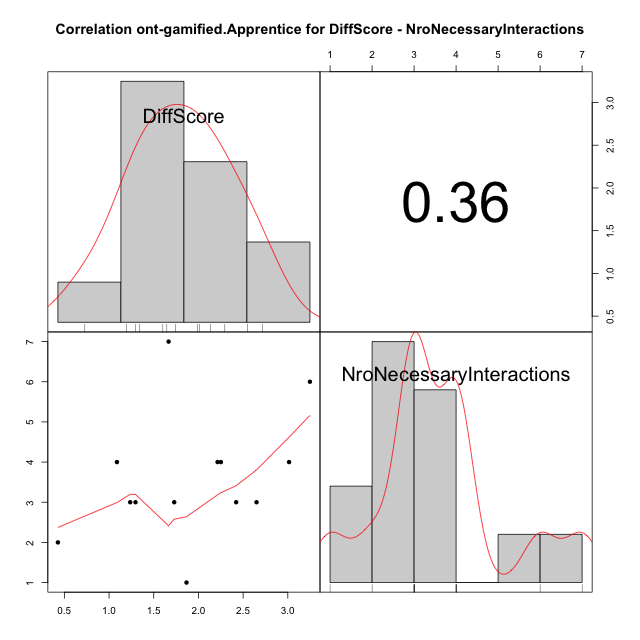 Correlation ont-gamified.Apprentice for DiffScore - NroNecessaryInteractions
1 2 3 4 5 6 7
DiffScore
0.36
3.0
2.5
2.0
1.5
1.0
0.5
7
6
5
4
3
2
1
NroNecessaryInteractions
0.5 1.0 1.5 2.0 2.5 3.0